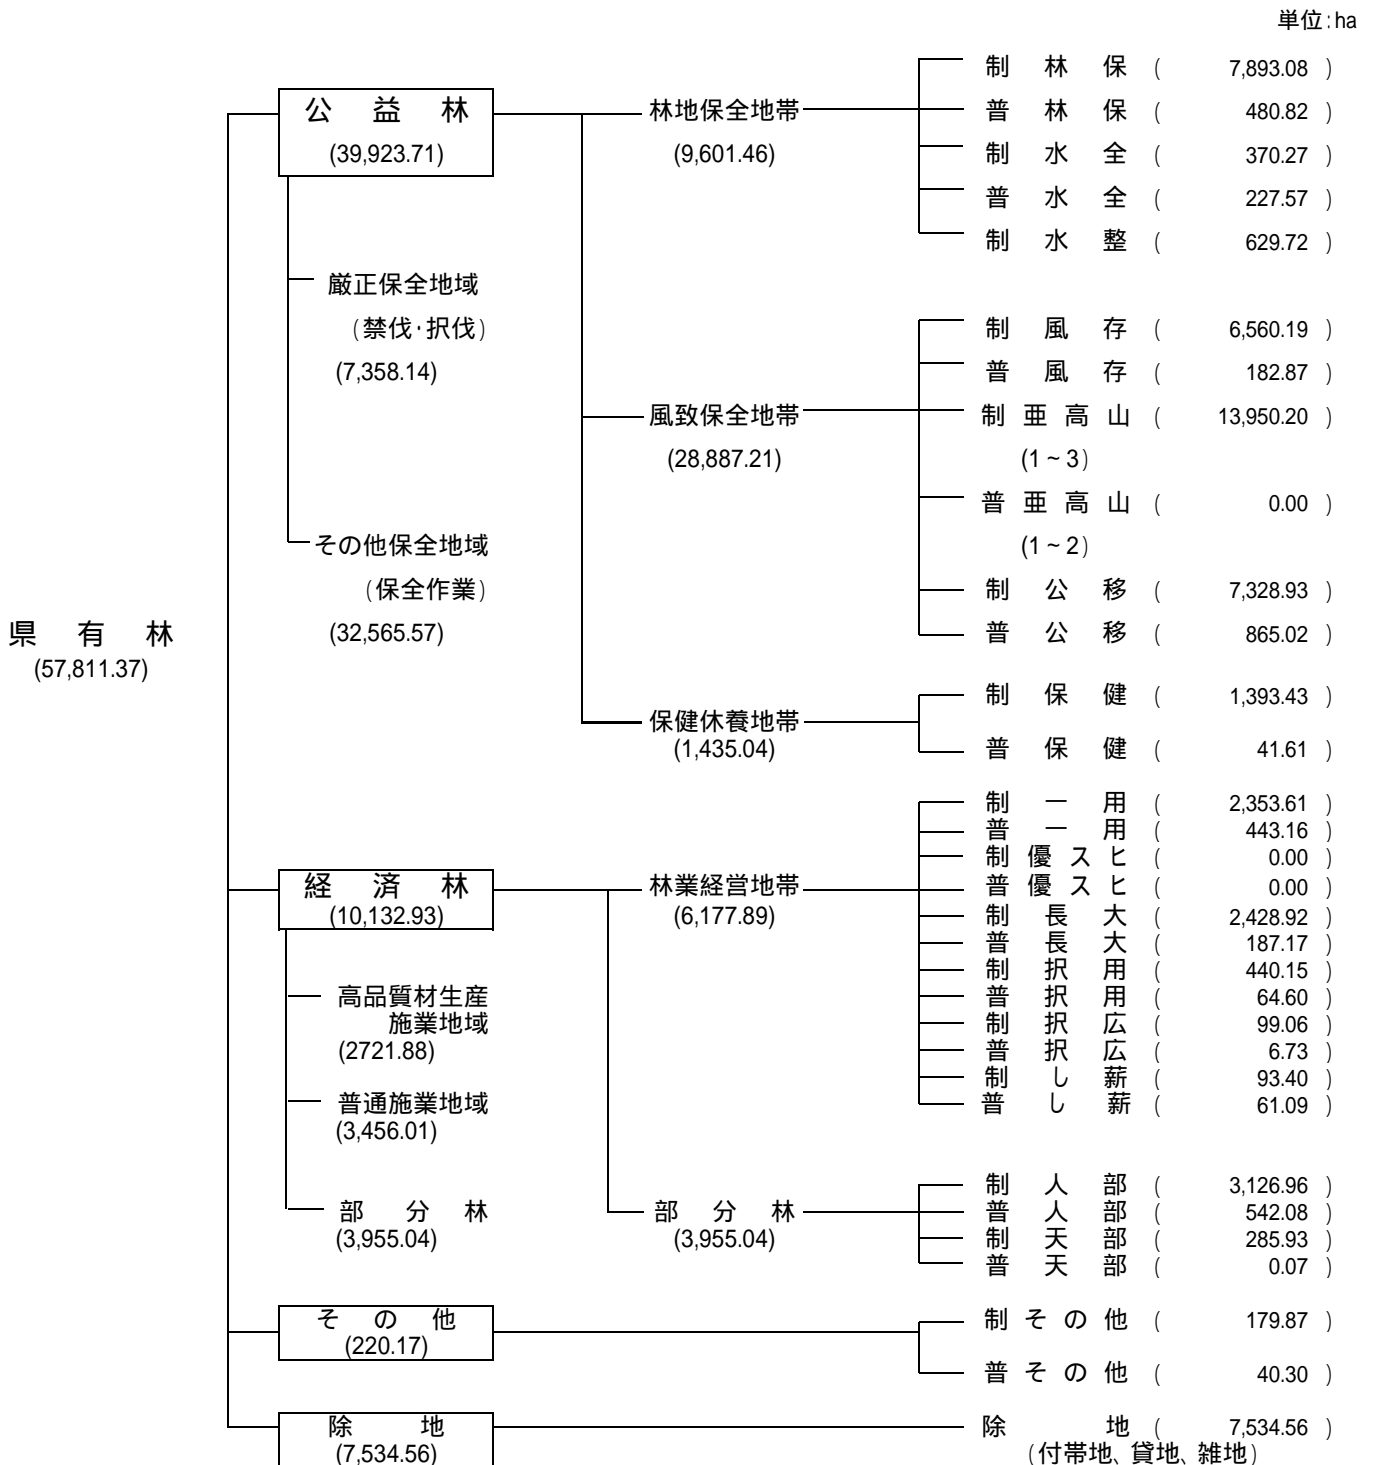 単位:ha
県有林
(57,811.37)
公益林
(39,923.71)
厳正保全地域
(禁伐・択伐)
(7,358.14)
その他保全地域
(保全作業)
(32,565.57)
林地保全地帯
(9,601.46)
制林保 ( 7,893.08 )
普林保 ( 480.82 )
制水全 ( 370.27 )
普水全 ( 227.57 )
制水整 ( 629.72 )
風致保全地帯
(28,887.21)
制風存 ( 6,560.19 )
普風存 ( 182.87 )
制亜高山 ( 13,950.20 )
(1~3)
普亜高山 ( 0.00 )
(1~2)
制公移 ( 7,328.93 )
普公移 ( 865.02 )
保健休養地帯
(1,435.04)
制保健 ( 1,393.43 )
普保健 ( 41.61 )
経済林
(10,132.93)
高品質材生産
施業地域
(2721.88)
普通施業地域
(3,456.01)
部分林
(3,955.04)
林業経営地帯
(6,177.89)
制一用 ( 2,353.61 )
普一用 ( 443.16 )
制優スヒ ( 0.00 )
普優スヒ ( 0.00 )
制長大 ( 2,428.92 )
普長大 ( 187.17 )
制択用 ( 440.15 )
普択用 ( 64.60 )
制択広 ( 99.06 )
普択広 ( 6.73 )
制し薪 ( 93.40 )
普し薪 ( 61.09 )
部分林
(3,955.04)
制人部 ( 3,126.96 )
普人部 ( 542.08 )
制天部 ( 285.93 )
普天部 ( 0.07 )
その他
(220.17)
制その他 ( 179.87 )
普その他 ( 40.30 )
除地
(7,534.56)
除地 ( 7,534.56 )
(付帯地、貸地、雑地)